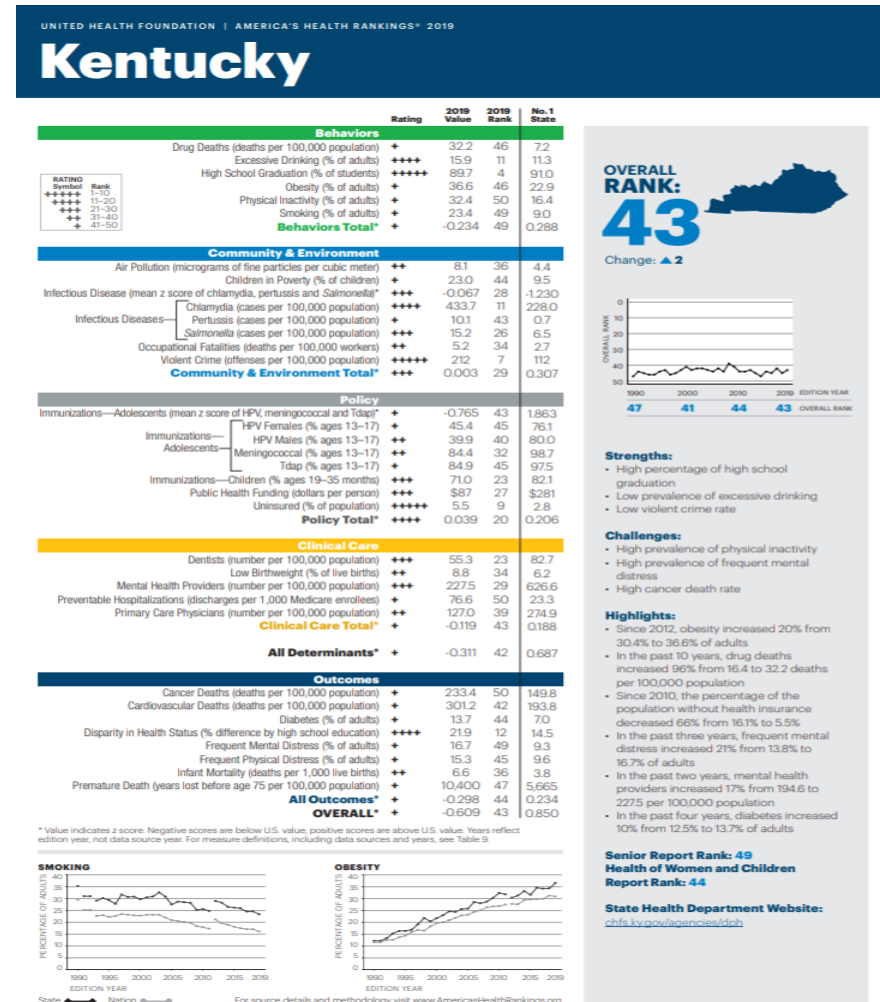 UNITED HEALTH FOUNDATION | AMERICA'S HEALTH RANKINGS® 2019
Kentucky
Rating 2019 Value 2019 Rank No. 1 State
Behaviors
Drug Deaths (deaths per 100,000 population) + 32.2 46 7.2
Excessive Drinking (% of adults) ++++ 15.9 11 11.3
High School Graduation (% of students) +++++ 89.7 4 91.0
Obesity (% of adults) + 36.6 46 22.9
Physical Inactivity (% of adults) + 32.4 50 16.4
Smoking (% of adults) + 23.4 49 9.0
Behaviors Total* + -0.234 49 0.288
RATING
Symbol Rank
+++++ 1–10
++++ 11–20
+++ 21–30
++ 31–40
+ 41–50
Community & Environment
Air Pollution (micrograms of fine particles per cubic meter) ++ 8.1 36 4.4
Children in Poverty (% of children) + 23.0 44 9.5
Infectious Disease (mean z score of chlamydia, pertussis and Salmonella)* +++ -0.067 28 -1.230
Infectious Diseases—
Chlamydia (cases per 100,000 population) ++++ 433.7 11 228.0
Pertussis (cases per 100,000 population) + 10.1 43 0.7
Salmonella (cases per 100,000 population) +++ 15.2 26 6.5
Occupational Fatalities (deaths per 100,000 workers) ++ 5.2 34 2.7
Violent Crime (offenses per 100,000 population) +++++ 212 7 112
Community & Environment Total* +++ 0.003 29 0.307
Policy
Immunizations—Adolescents (mean z score of HPV, meningococcal and Tdap)* + -0.765 43 1.863
Immunizations—
Adolescents
HPV Females (% ages 13–17) + 45.4 45 76.1
HPV Males (% ages 13–17) ++ 39.9 40 80.0
Meningococcal (% ages 13–17) ++ 84.4 32 98.7
Tdap (% ages 13–17) + 84.9 45 97.5
Immunizations—Children (% ages 19–35 months) +++ 71.0 23 82.1
Public Health Funding (dollars per person) +++ $87 27 $281
Uninsured (% of population) +++++ 5.5 9 2.8
Policy Total* ++++ 0.039 20 0.206
Clinical Care
Dentists (number per 100,000 population) +++ 55.3 23 82.7
Low Birthweight (% of live births) ++ 8.8 34 6.2
Mental Health Providers (number per 100,000 population) +++ 227.5 29 626.6
Preventable Hospitalizations (discharges per 1,000 Medicare enrollees) + 76.6 50 23.3
Primary Care Physicians (number per 100,000 population) ++ 127.0 39 274.9
Clinical Care Total* + -0.119 43 0.188
All Determinants* + -0.311 42 0.687
Outcomes
Cancer Deaths (deaths per 100,000 population) + 233.4 50 149.8
Cardiovascular Deaths (deaths per 100,000 population) + 301.2 42 193.8
Diabetes (% of adults) + 13.7 44 7.0
Disparity in Health Status (% difference by high school education) ++++ 21.9 12 14.5
Frequent Mental Distress (% of adults) + 16.7 49 9.3
Frequent Physical Distress (% of adults) + 15.3 45 9.6
Infant Mortality (deaths per 1,000 live births) ++ 6.6 36 3.8
Premature Death (years lost before age 75 per 100,000 population) + 10,400 47 5,665
All Outcomes* + -0.298 44 0.234
OVERALL* + -0.609 43 0.850
* Value indicates z score. Negative scores are below U.S. value; positive scores are above U.S. value. Years reflect
edition year, not data source year. For measure definitions, including data sources and years, see Table 9.
SMOKING
PERCENTAGE OF ADULTS
40
35
30
25
20
15
10
5
0
1990 1995 2000 2005 2010 2015 2019
EDITION YEAR
OBESITY
PERCENTAGE OF ADULTS
40
35
30
25
20
15
10
5
0
1990 1995 2000 2005 2010 2015 2019
EDITION YEAR
State Nation
For source details and methodology visit www.AmericasHealthRankings.org
OVERALL
RANK:
43
Change: ▲ 2
OVERALL RANK
0
10
20
30
40
50
1990 2000 2010 2019 EDITION YEAR
47 41 44 43 OVERALL RANK
Strengths:
• High percentage of high school
graduation
• Low prevalence of excessive drinking
• Low violent crime rate
Challenges:
• High prevalence of physical inactivity
• High prevalence of frequent mental
distress
• High cancer death rate
Highlights:
• Since 2012, obesity increased 20% from
30.4% to 36.6% of adults
• In the past 10 years, drug deaths
increased 96% from 16.4 to 32.2 deaths
per 100,000 population
• Since 2010, the percentage of the
population without health insurance
decreased 66% from 16.1% to 5.5%
• In the past three years, frequent mental
distress increased 21% from 13.8% to
16.7% of adults
• In the past two years, mental health
providers increased 17% from 194.6 to
227.5 per 100,000 population
• In the past four years, diabetes increased
10% from 12.5% to 13.7% of adults
Senior Report Rank: 49
Health of Women and Children
Report Rank: 44
State Health Department Website:
chfs.ky.gov/agencies/dph